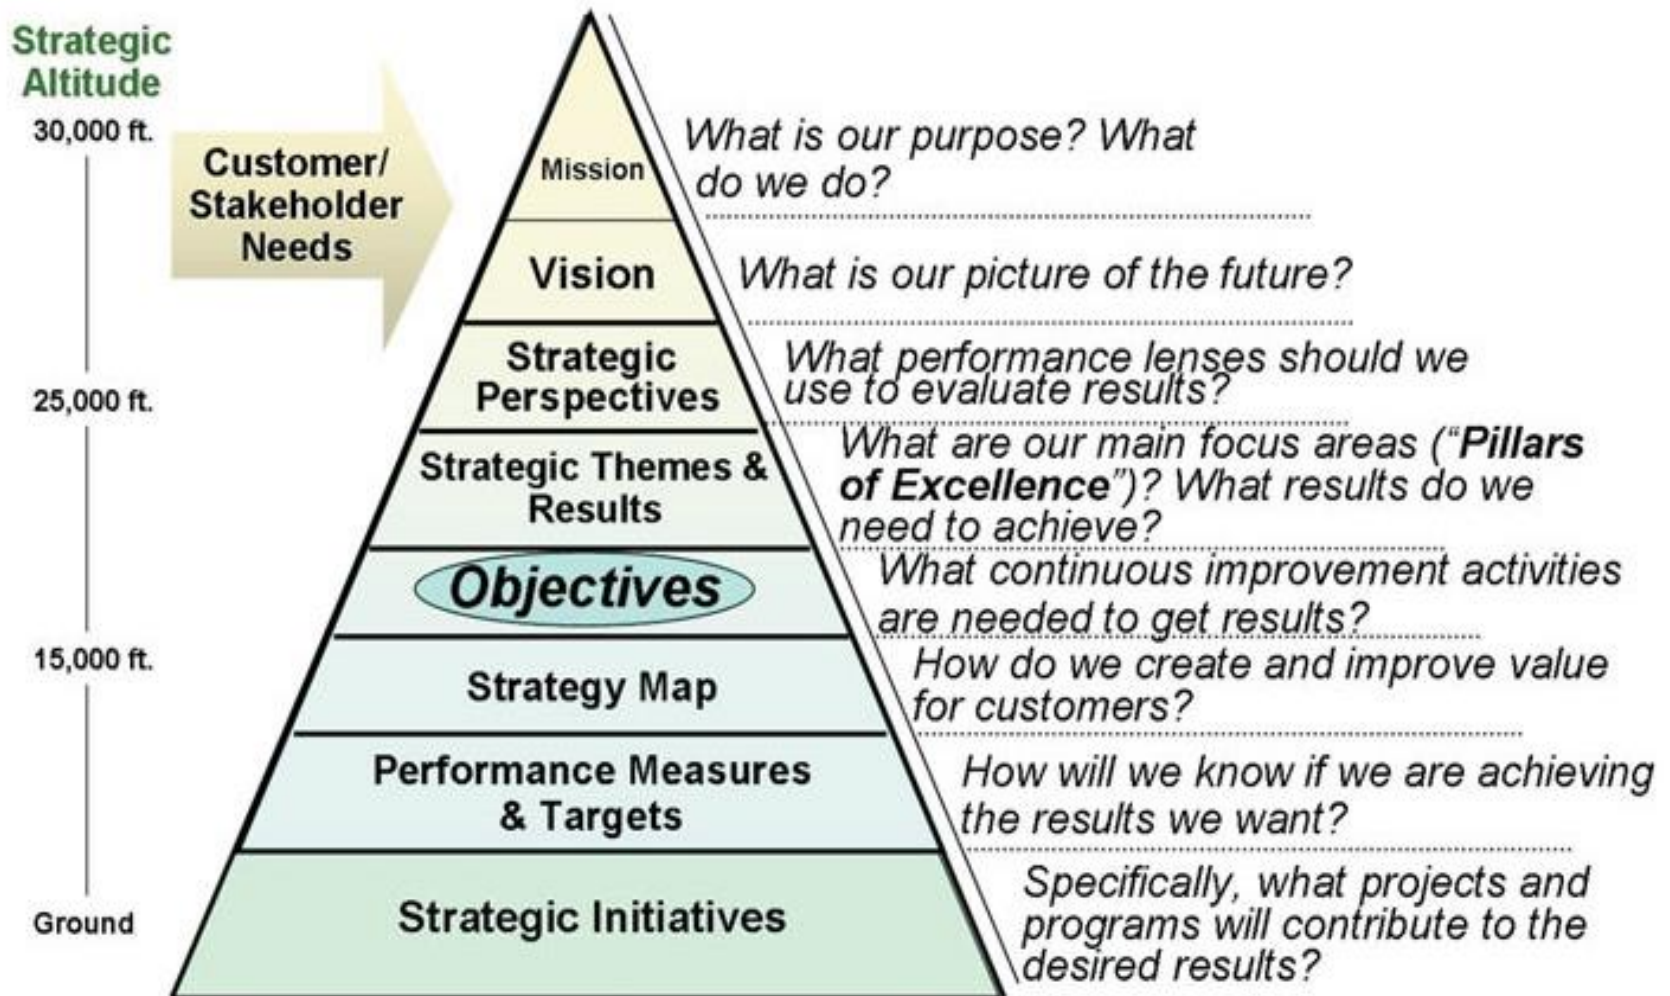 Strategic
Altitude
30,000 ft.
25,000 ft.
15,000 ft.
Ground
Customer/
Stakeholder
Needs
Mission
What is our purpose? What
do we do?
Vision
What is our picture of the future?
Strategic
Perspectives
What performance lenses should we
use to evaluate results?
Strategic Themes &
Results
What are our main focus areas (“Pillars
of Excellence”)? What results do we
need to achieve?
Objectives
What continuous improvement activities
are needed to get results?
Strategy Map
How do we create and improve value
for customers?
Performance Measures
& Targets
How will we know if we are achieving
the results we want?
Strategic Initiatives
Specifically, what projects and
programs will contribute to the
desired results?